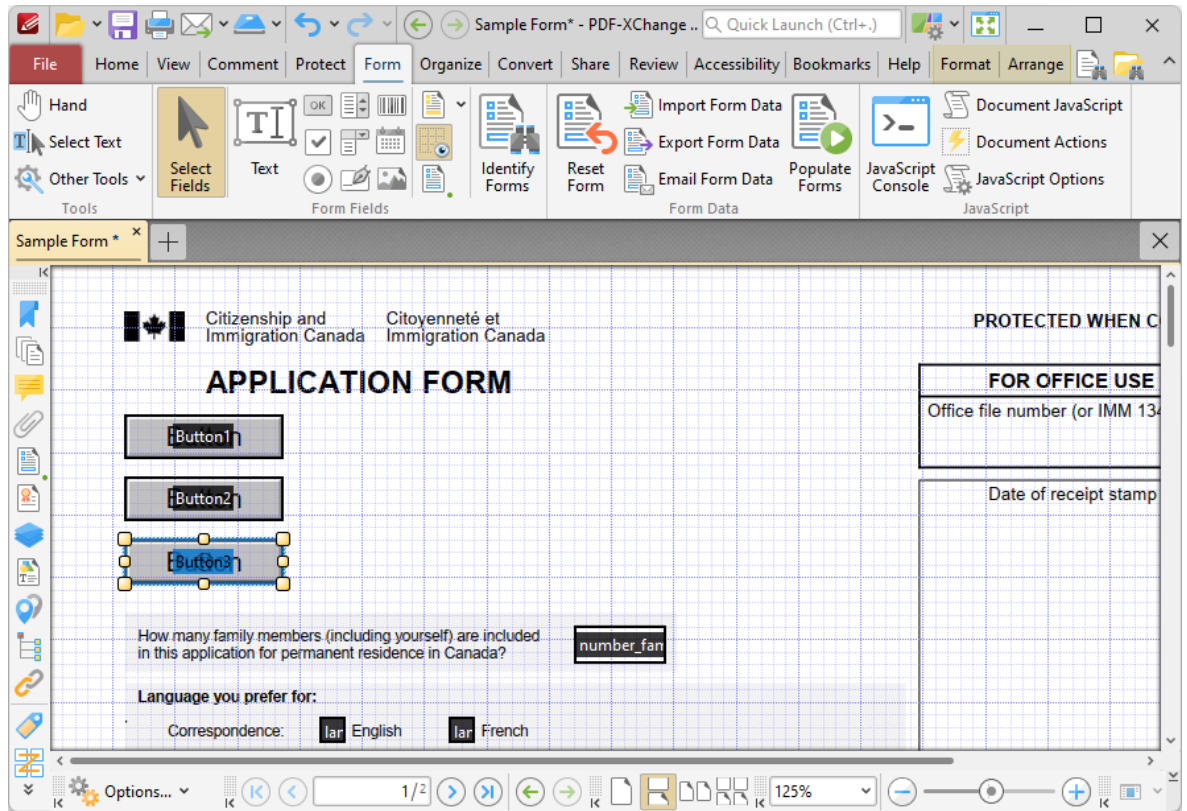 Sample Form* - PDF-XChange .. Quick Launch (Ctrl+.)
File Home View Comment Protect Form Organize Convert Share Review Accessibility Bookmarks Help Format Arrange
Hand
Select Text
Other Tools
Tools
Select Fields
Text
OK
Form Fields
Identify Forms
Reset Form
Import Form Data
Export Form Data
Email Form Data
Populate Forms
Form Data
JavaScript Console
Document JavaScript
Document Actions
JavaScript Options
JavaScript
Sample Form *
Citizenship and Citoyenneté et
Immigration Canada Immigration Canada
PROTECTED WHEN C
APPLICATION FORM
FOR OFFICE USE
Office file number (or IMM 134
Button1
Button2
Date of receipt stamp
Button3
How many family members (including yourself) are included
in this application for permanent residence in Canada?
number_fam
Language you prefer for:
Correspondence: lar English lar French
Options... 1/2 125%